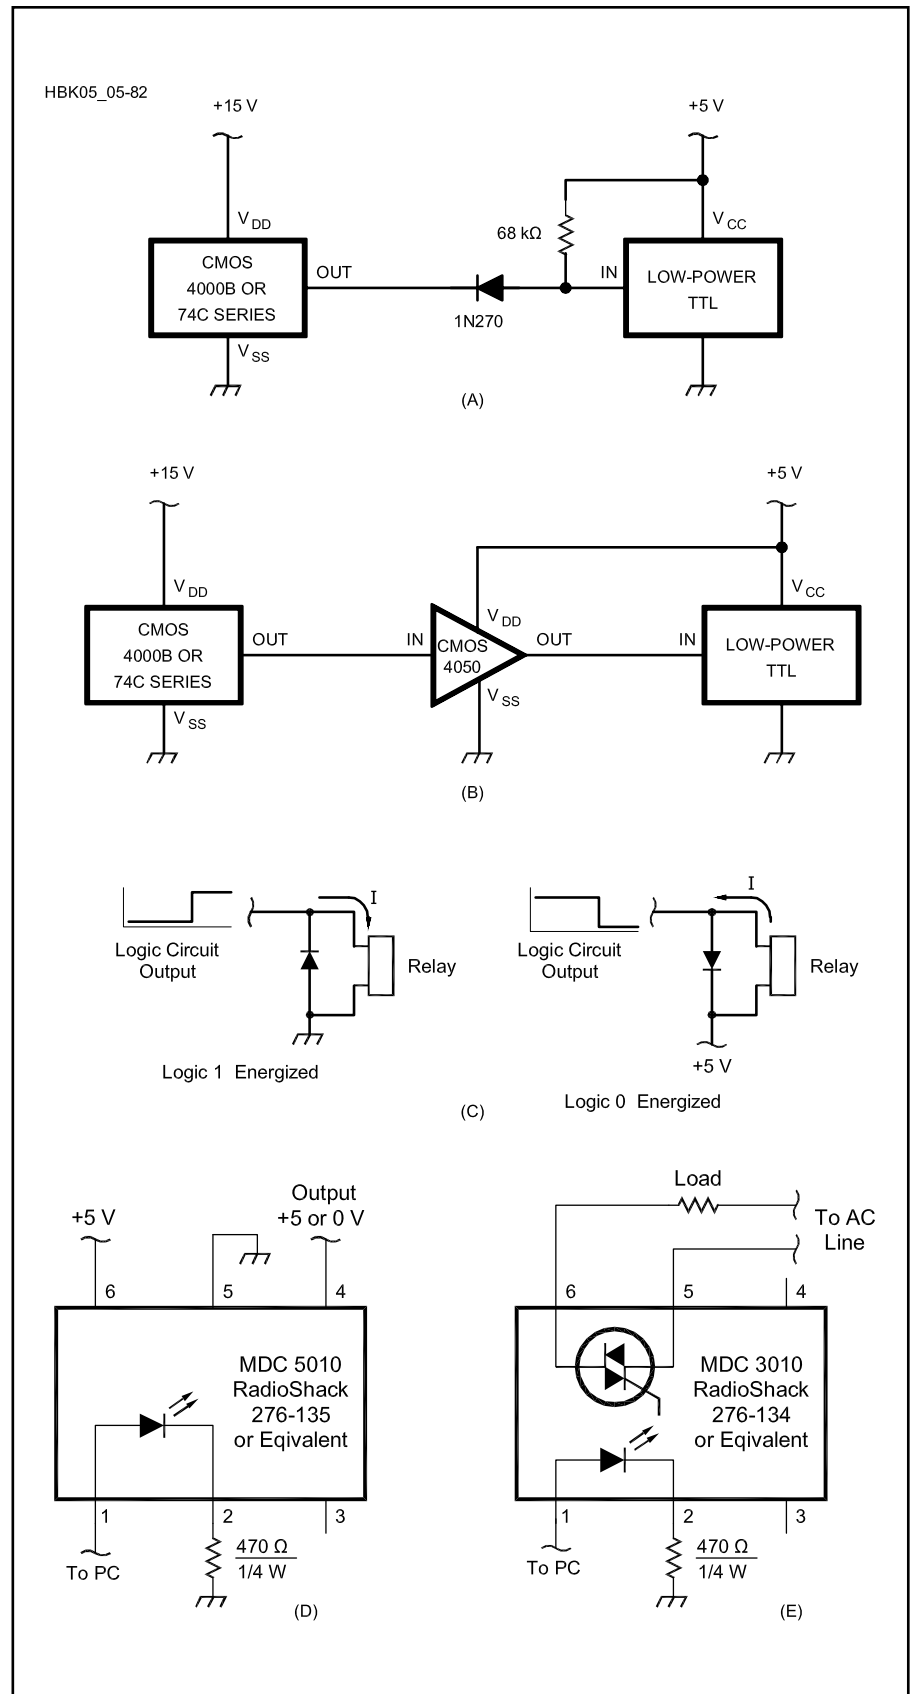 HBK05_05-82
+15 V
+5 V
V DD
V CC
68 kΩ
CMOS
4000B OR
74C SERIES
OUT
IN
LOW-POWER
TTL
1N270
V SS
(A)
+15 V
+5 V
V DD
V CC
CMOS
4000B OR
74C SERIES
OUT
IN
V DD
CMOS
4050
OUT
IN
LOW-POWER
TTL
V SS
V SS
(B)
I
Logic Circuit
Output
Relay
Logic 1 Energized
I
Logic Circuit
Output
Relay
+5 V
Logic 0 Energized
(C)
+5 V
Output
+5 or 0 V
6
5
4
MDC 5010
RadioShack
276-135
or Eqivalent
1
2
3
To PC
470 Ω
1/4 W
(D)
Load
To AC
Line
6
5
4
MDC 3010
RadioShack
276-134
or Eqivalent
1
2
3
To PC
470 Ω
1/4 W
(E)